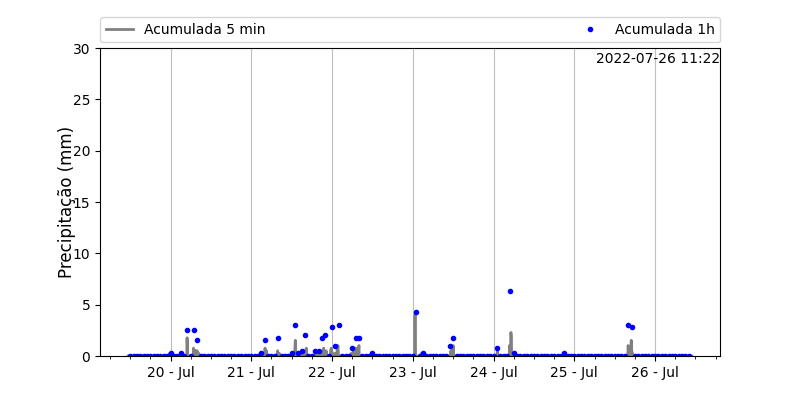 Acumulada 5 min
Acumulada 1h
2022-07-26 11:22
Precipitação (mm)
30
25
20
15
10
5
0
20 - Jul
21 - Jul
22 - Jul
23 - Jul
24 - Jul
25 - Jul
26 - Jul